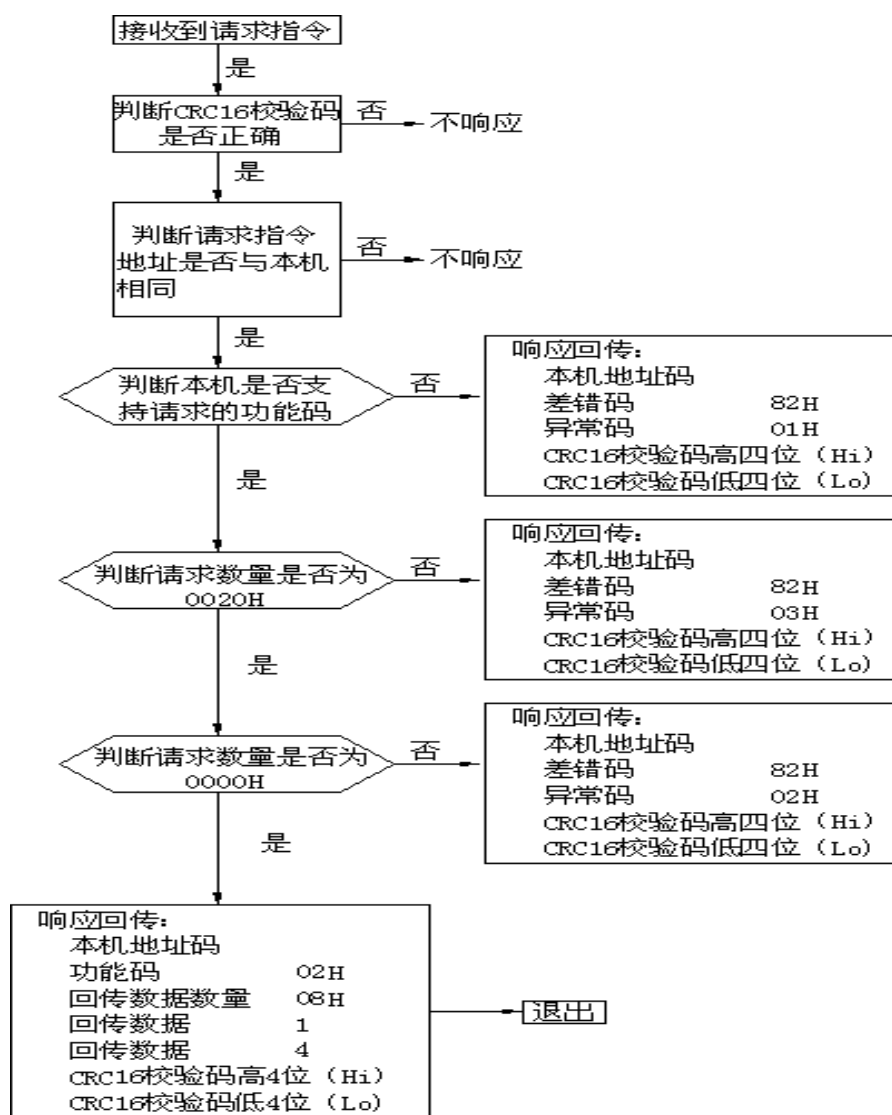 接收到请求指令
是
判断CRC16校验码
是否正确
否
不响应
是
判断请求指令
地址是否与本机
相同
否
不响应
是
判断本机是否支
持请求的功能码
否
响应回传:
本机地址码
差错码 82H
异常码 01H
CRC16校验码高四位（Hi）
CRC16校验码低四位（Lo）
是
判断请求数量是否为
0020H
否
响应回传:
本机地址码
差错码 82H
异常码 03H
CRC16校验码高四位（Hi）
CRC16校验码低四位（Lo）
是
判断请求数量是否为
0000H
否
响应回传:
本机地址码
差错码 82H
异常码 02H
CRC16校验码高四位（Hi）
CRC16校验码低四位（Lo）
是
响应回传:
本机地址码
功能码 02H
回传数据数量 08H
回传数据 1
回传数据 4
CRC16校验码高4位（Hi）
CRC16校验码低4位（Lo）
退出